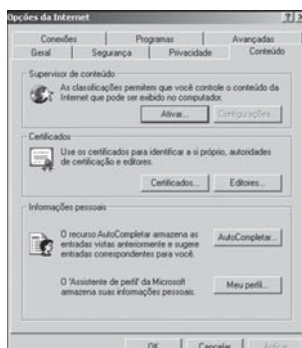 Opções da Internet
Conexões Programas Avançadas
Geral Segurança Privacidade Conteúdo
Supervisor de conteúdo
As classificações permitem que você controle o conteúdo da
Internet que pode ser exibido no computador.
Ativar... Configurações...
Certificados
Use os certificados para identificar a si próprio, autoridades
de certificação e editores.
Certificados... Editores...
Informações pessoais
O recurso AutoCompletar armazena as
entradas vistas anteriormente e sugere
entradas correspondentes para você.
AutoCompletar...
O 'Assistente de perfil' da Microsoft
armazena suas informações pessoais.
Meu perfil...
OK Cancelar Aplicar